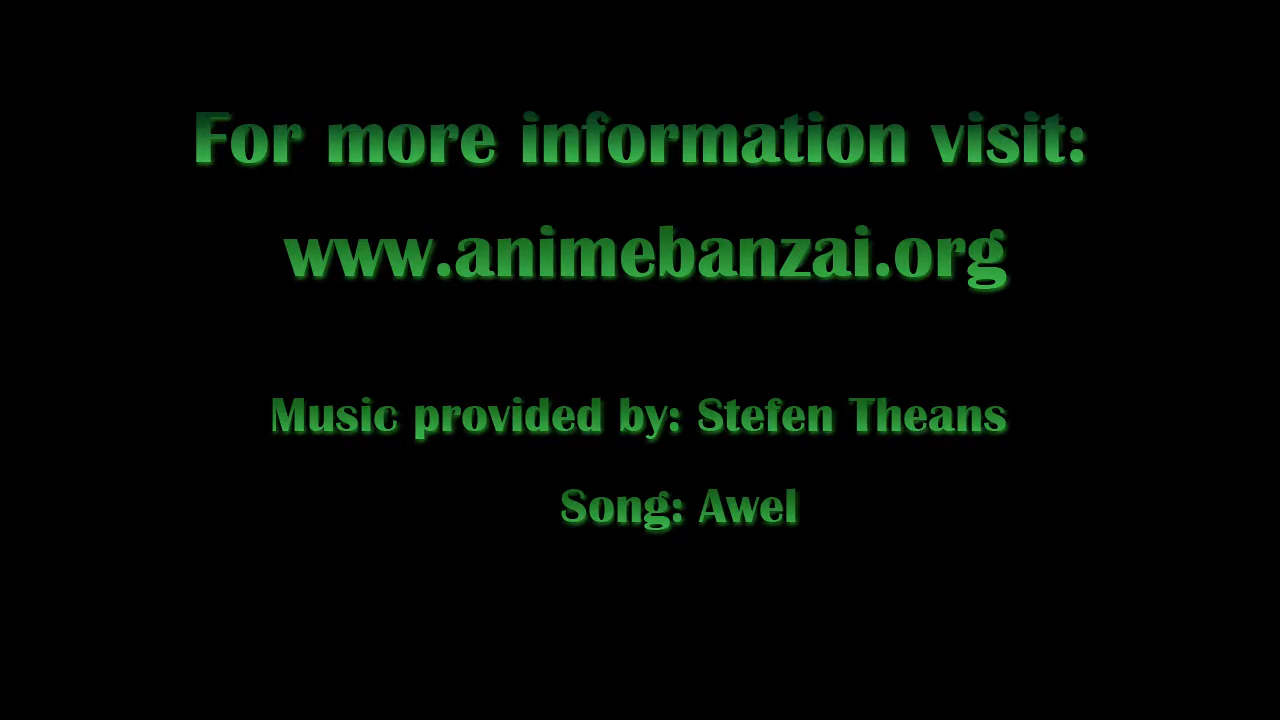 For more information visit:
www.animebanzai.org
Music provided by: Stefen Theans
Song: Awel